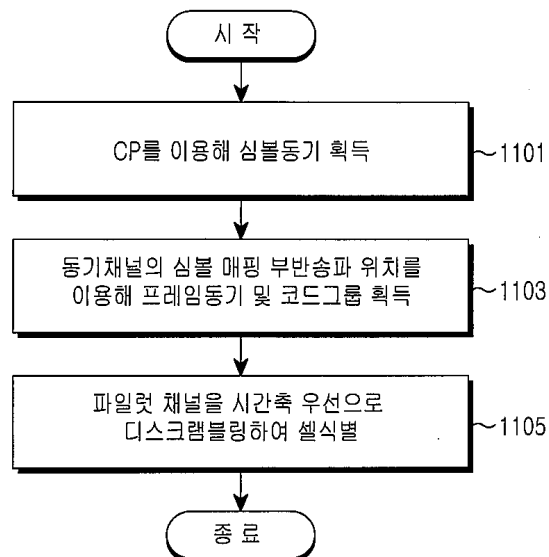 시 작
CP를 이용해 심볼동기 획득
1101
동기채널의 심볼 매핑 부반송파 위치를
이용해 프레임동기 및 코드그룹 획득
1103
파일럿 채널을 시간축 우선으로
디스크램블링하여 셀식별
1105
종 료